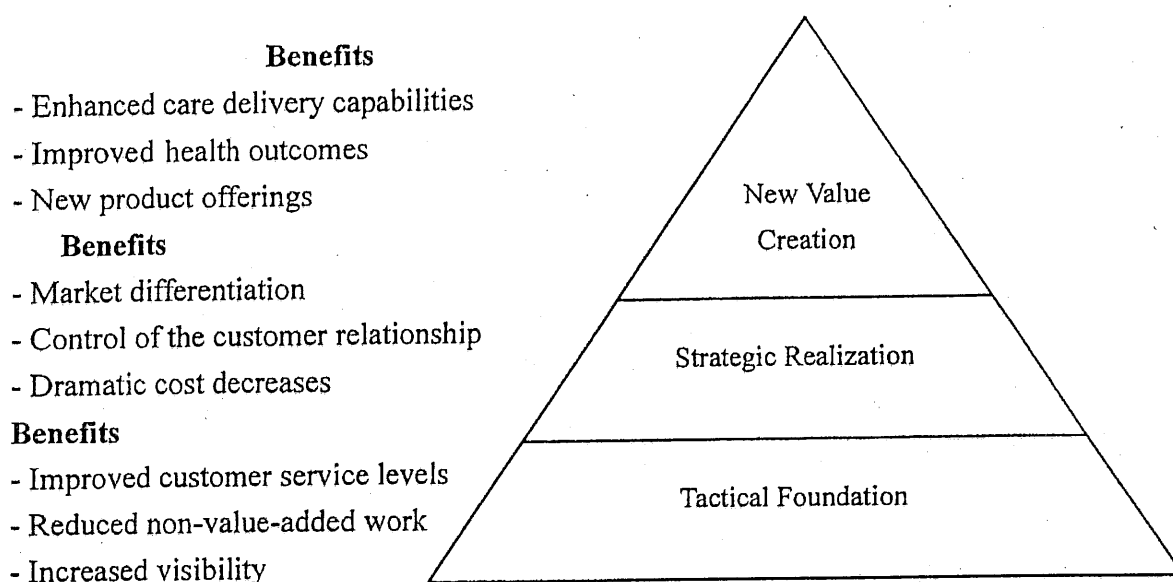 Benefits
- Enhanced care delivery capabilities
- Improved health outcomes
- New product offerings
Benefits
- Market differentiation
- Control of the customer relationship
- Dramatic cost decreases
Benefits
- Improved customer service levels
- Reduced non-value-added work
- Increased visibility
New Value
Creation
Strategic Realization
Tactical Foundation